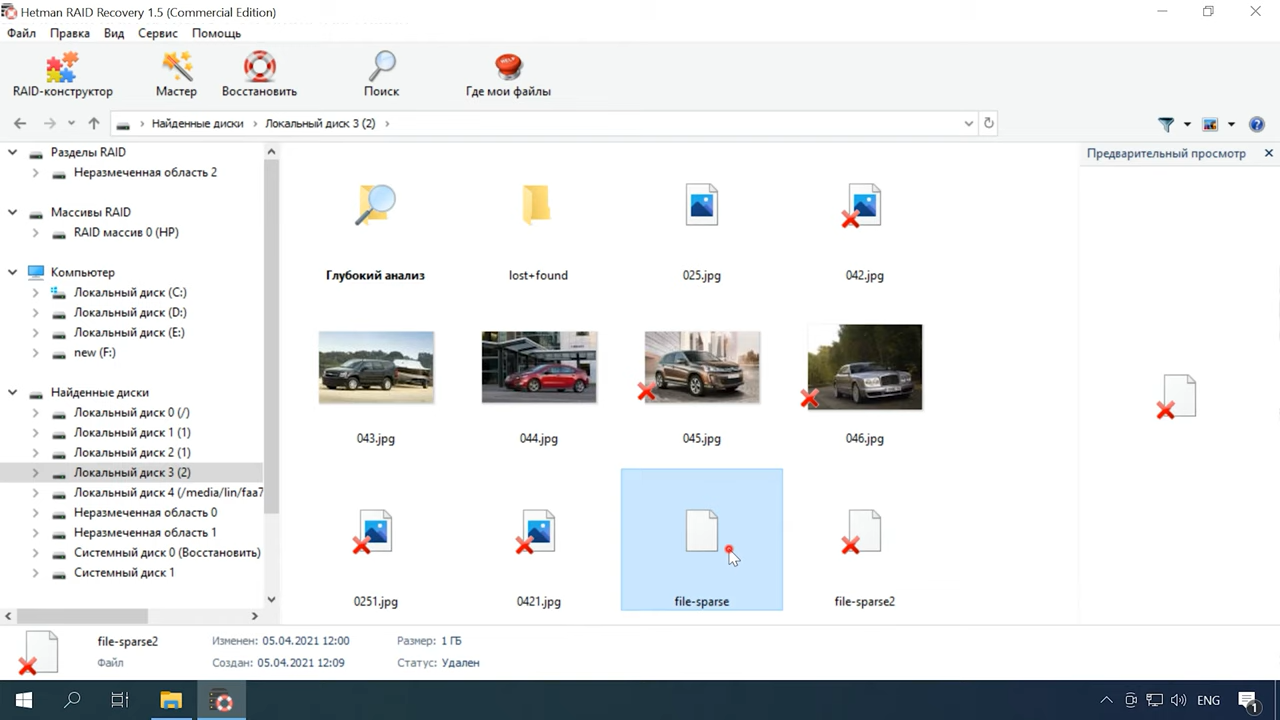 Hetman RAID Recovery 1.5 (Commercial Edition)
Файл Правка Вид Сервис Помощь
RAID-конструктор Мастер Восстановить Поиск Где мои файлы
Найденные диски Локальный диск 3 (2)
Разделы RAID
Неразмеченная область 2
Массивы RAID
RAID массив 0 (HP)
Компьютер
Локальный диск (C:)
Локальный диск (D:)
Локальный диск (E:)
new (F:)
Найденные диски
Локальный диск 0 (/)
Локальный диск 1 (1)
Локальный диск 2 (1)
Локальный диск 3 (2)
Локальный диск 4 (/media/lin/faa7
Неразмеченная область 0
Неразмеченная область 1
Системный диск 0 (Восстановить)
Системный диск 1
Глубокий анализ lost+found 025.jpg 042.jpg
043.jpg 044.jpg 045.jpg 046.jpg
0251.jpg 0421.jpg file-sparse file-sparse2
Предварительный просмотр
file-sparse2 Изменен: 05.04.2021 12:00 Размер: 1 ГБ
Файл Создан: 05.04.2021 12:09 Статус: Удален
ENG 1